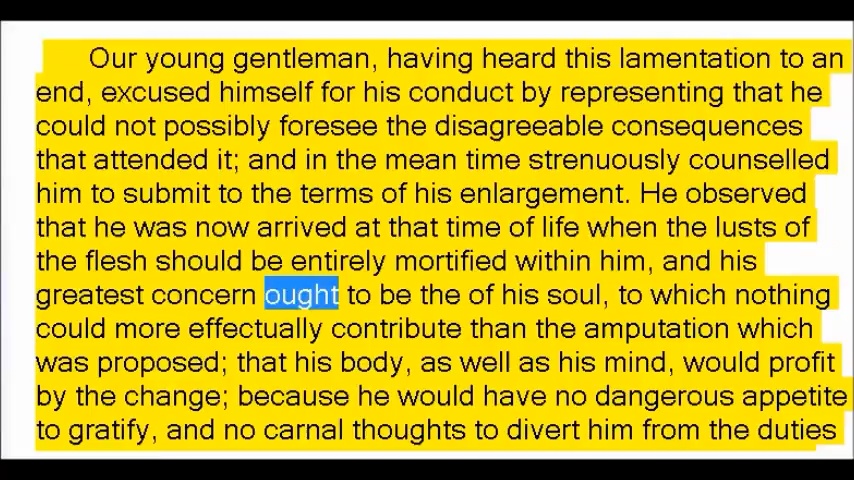 Our young gentleman, having heard this lamentation to an
end, excused himself for his conduct by representing that he
could not possibly foresee the disagreeable consequences
that attended it; and in the mean time strenuously counselled
him to submit to the terms of his enlargement. He observed
that he was now arrived at that time of life when the lusts of
the flesh should be entirely mortified within him, and his
greatest concern ought to be the of his soul, to which nothing
could more effectually contribute than the amputation which
was proposed; that his body, as well as his mind, would profit
by the change; because he would have no dangerous appetite
to gratify, and no carnal thoughts to divert him from the duties